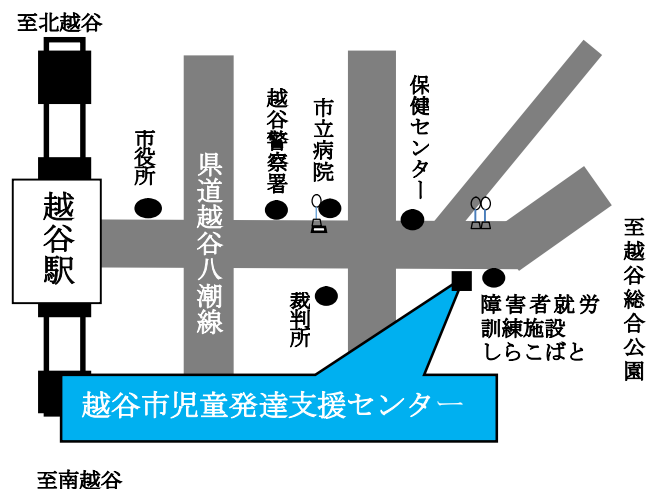 至北越谷
市役所
越谷警察署
市立病院
保健センター
県道越谷八潮線
越谷駅
至越谷総合公園
裁判所
障害者就労
訓練施設
しらこばと
越谷市児童発達支援センター
至南越谷